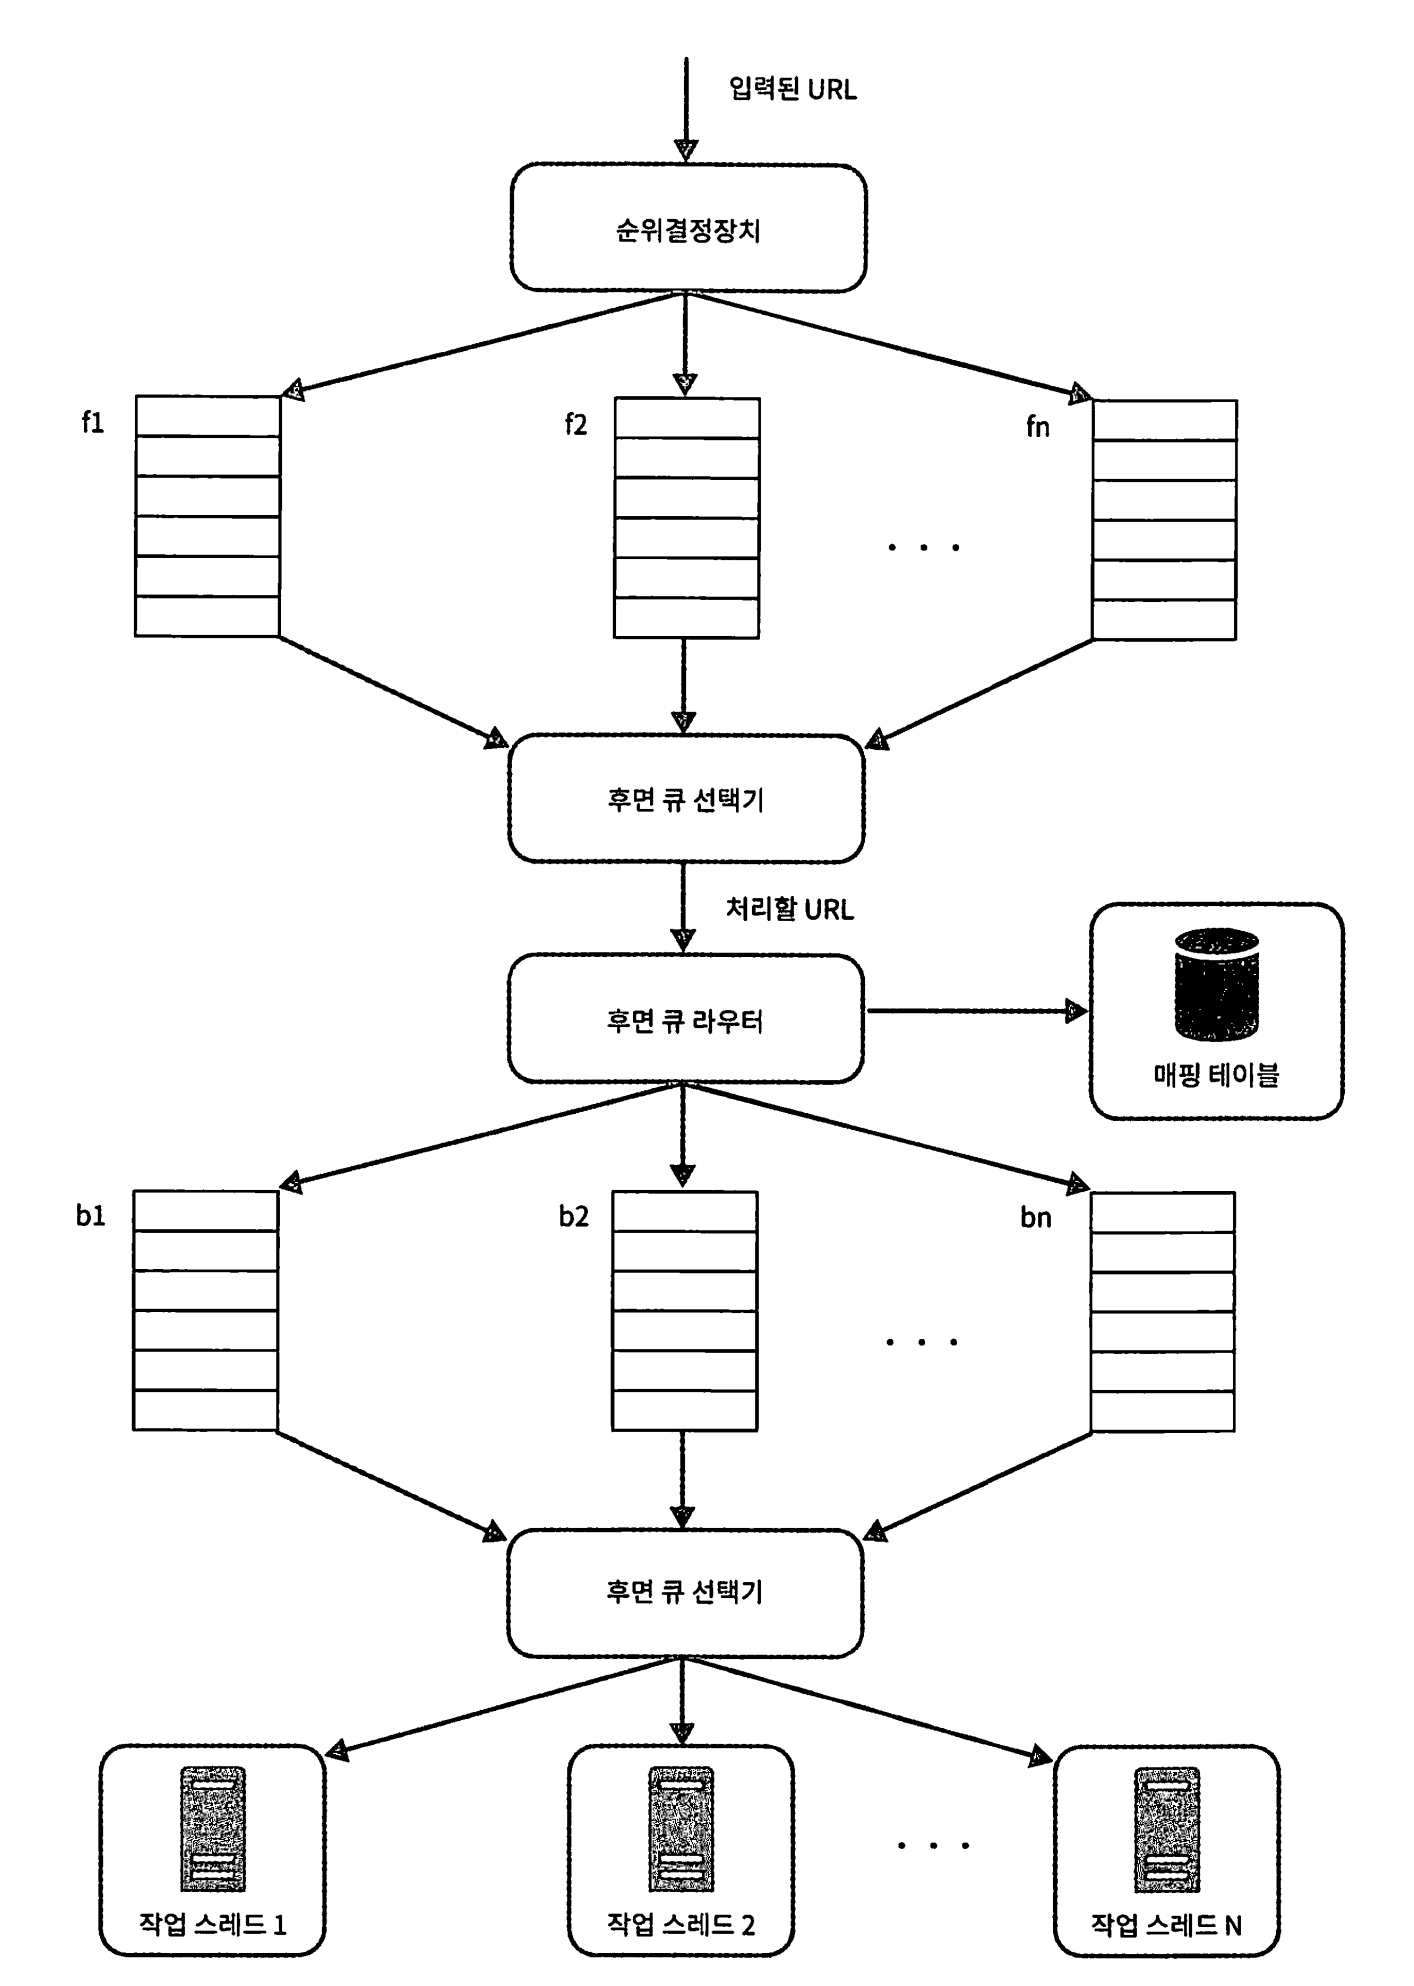 입력된 URL
순위결정장치
f1
f2
fn
후면 큐 선택기
처리할 URL
후면 큐 라우터
매핑 테이블
b1
b2
bn
후면 큐 선택기
작업 스레드 1
작업 스레드 2
작업 스레드 N